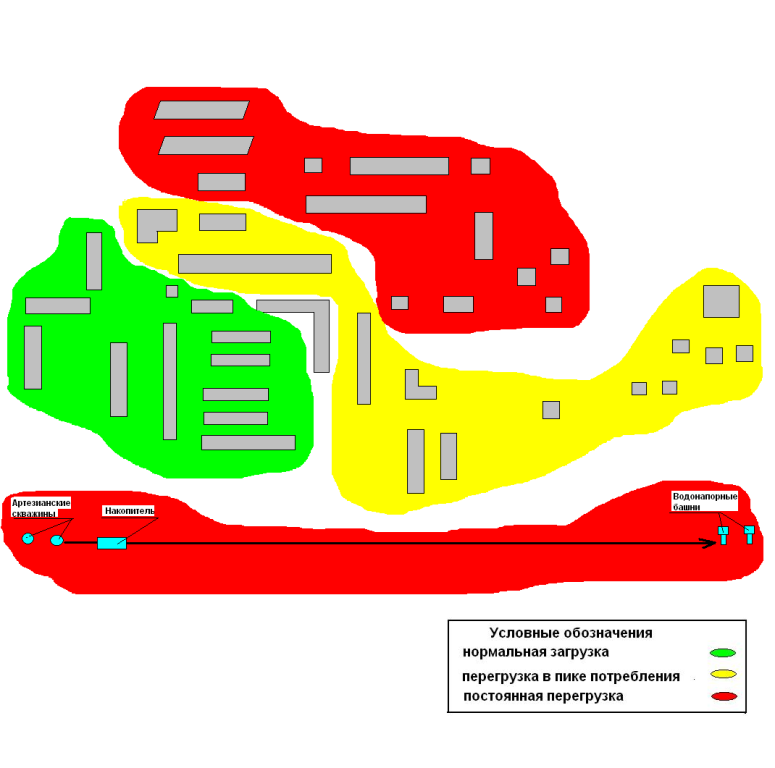 Артезианские
скважины
Накопитель
Водонапорные
башни
Условные обозначения
нормальная загрузка
перегрузка в пике потребления
постоянная перегрузка